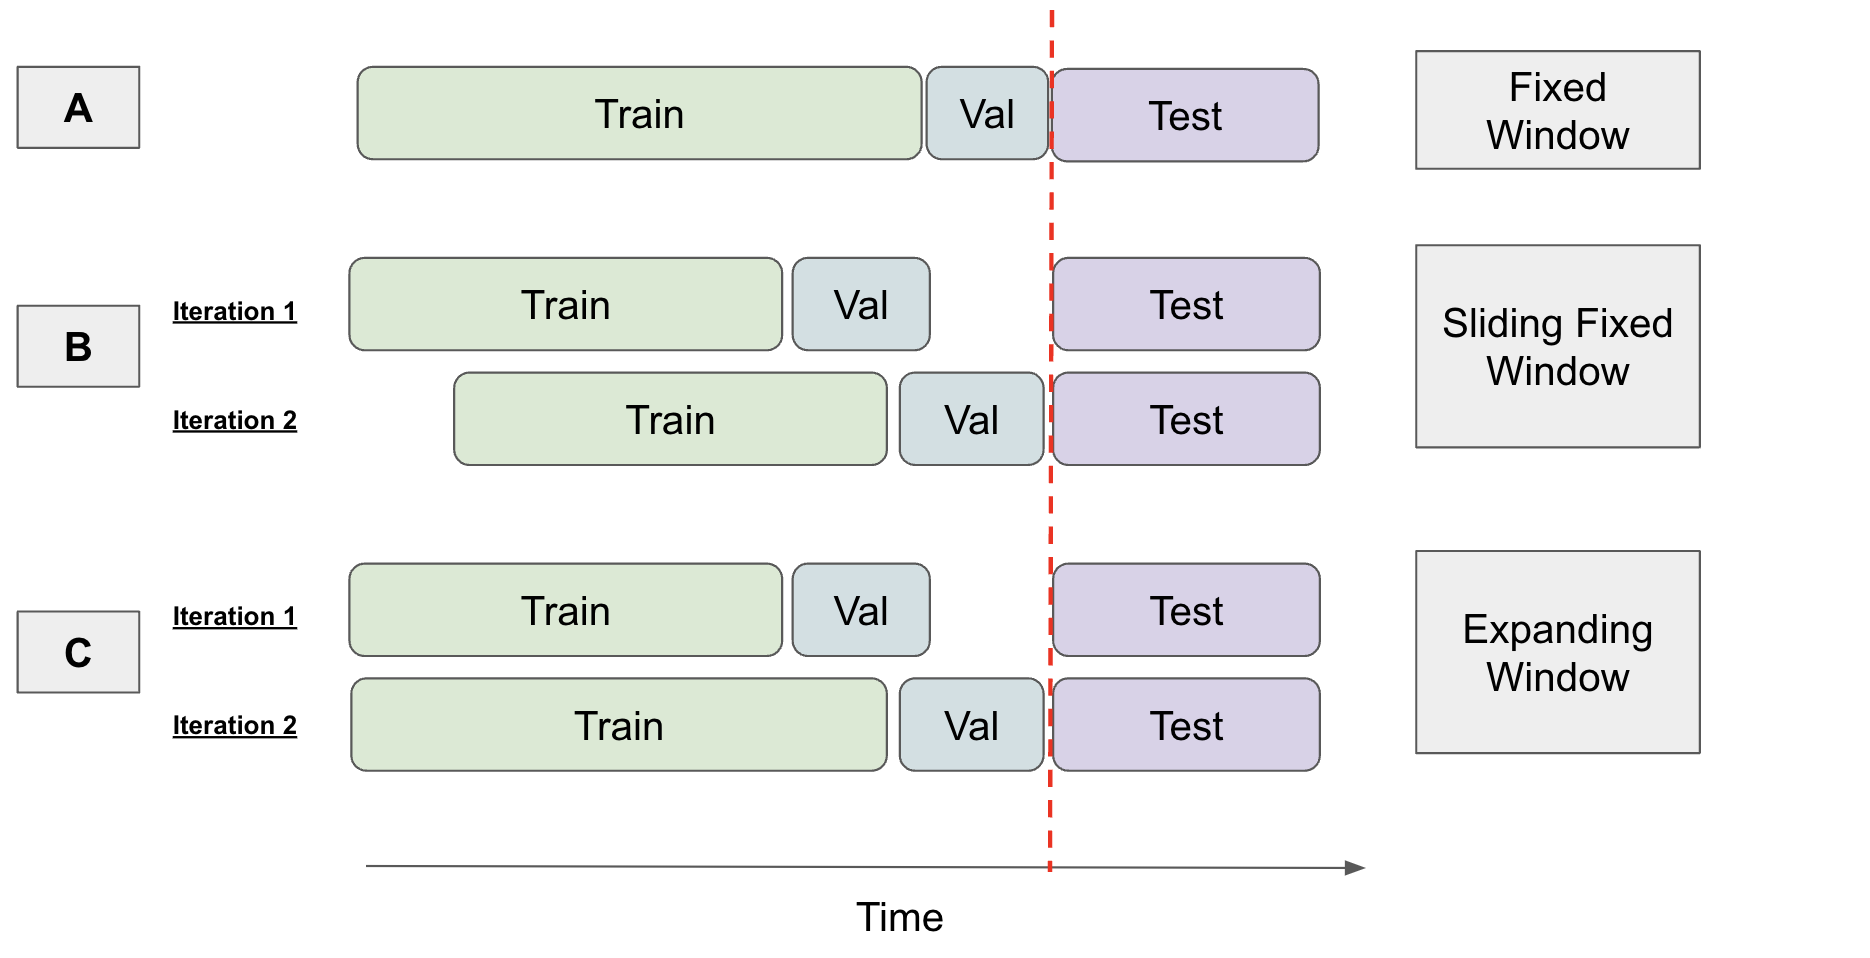 A
Train
Val
Test
Fixed
Window
B
Iteration 1
Train
Val
Test
Iteration 2
Train
Val
Test
Sliding Fixed
Window
C
Iteration 1
Train
Val
Test
Iteration 2
Train
Val
Test
Expanding
Window
Time